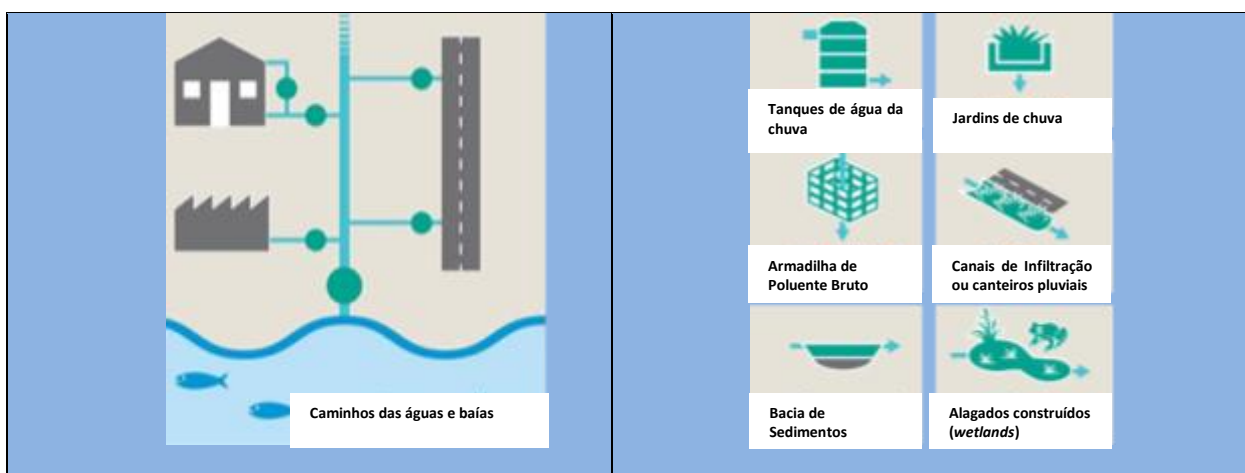 Caminhos das águas e baías
Tanques de água da
chuva
Jardins de chuva
Armadilha de
Poluente Bruto
Canais de Infiltração
ou canteiros pluviais
Bacia de
Sedimentos
Alagados construídos
(wetlands)